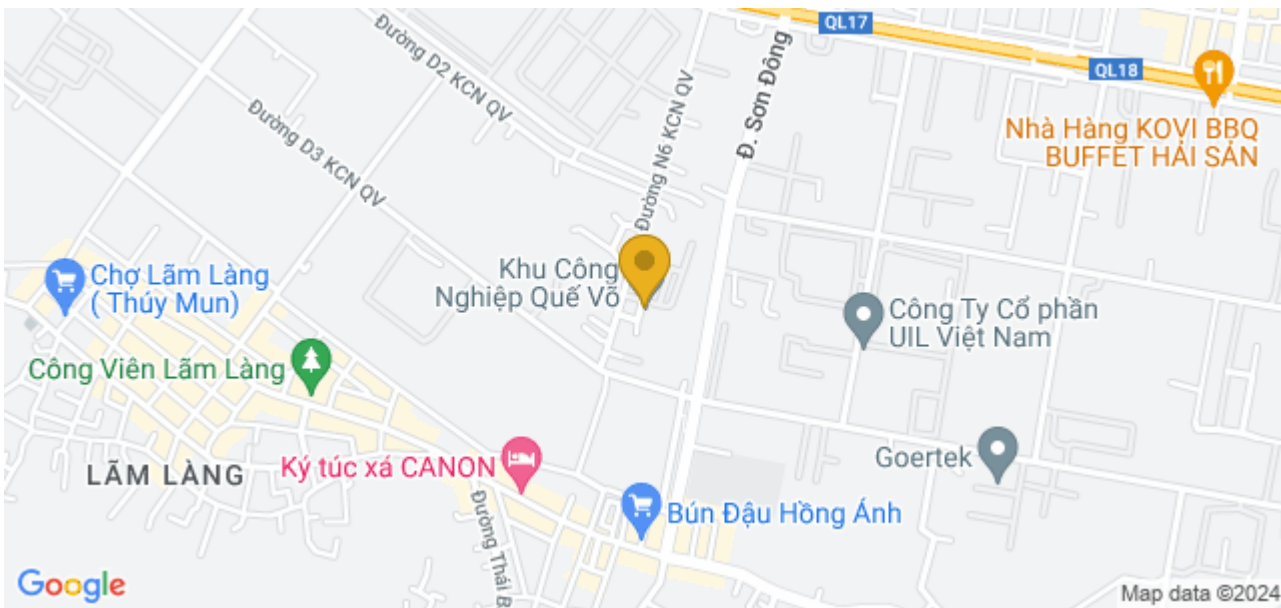 QL17
Đường D2 KCN QV
Đ. Sơn Đông
QL18
Đường N6 KCN QV
Đường D3 KCN QV
Nhà Hàng KOVI BBQ
BUFFET HẢI SẢN
Khu Công
Nghiệp Quế Võ
Chợ Lãm Làng
( Thúy Mun)
Công Ty Cổ phần
UIL Việt Nam
Công Viên Lãm Làng
LÃM LÀNG
Ký túc xá CANON
Goertek
Đường Thái B
Bún Đậu Hồng Ánh
Google
Map data ©2024